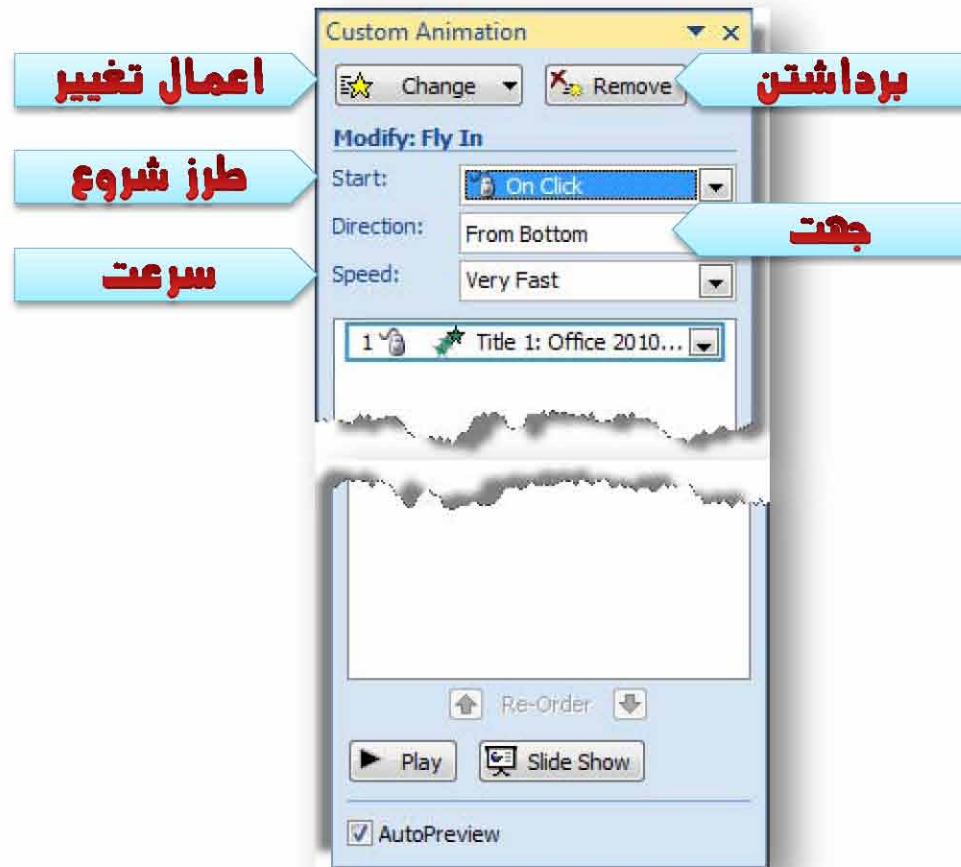 Custom Animation
اعمال تغییر
Change
Remove
برداشتن
Modify: Fly In
طرز شروع
Start:
On Click
Direction:
From Bottom
جهت
سرعت
Speed:
Very Fast
1 Title 1: Office 2010...
Re-Order
Play
Slide Show
AutoPreview